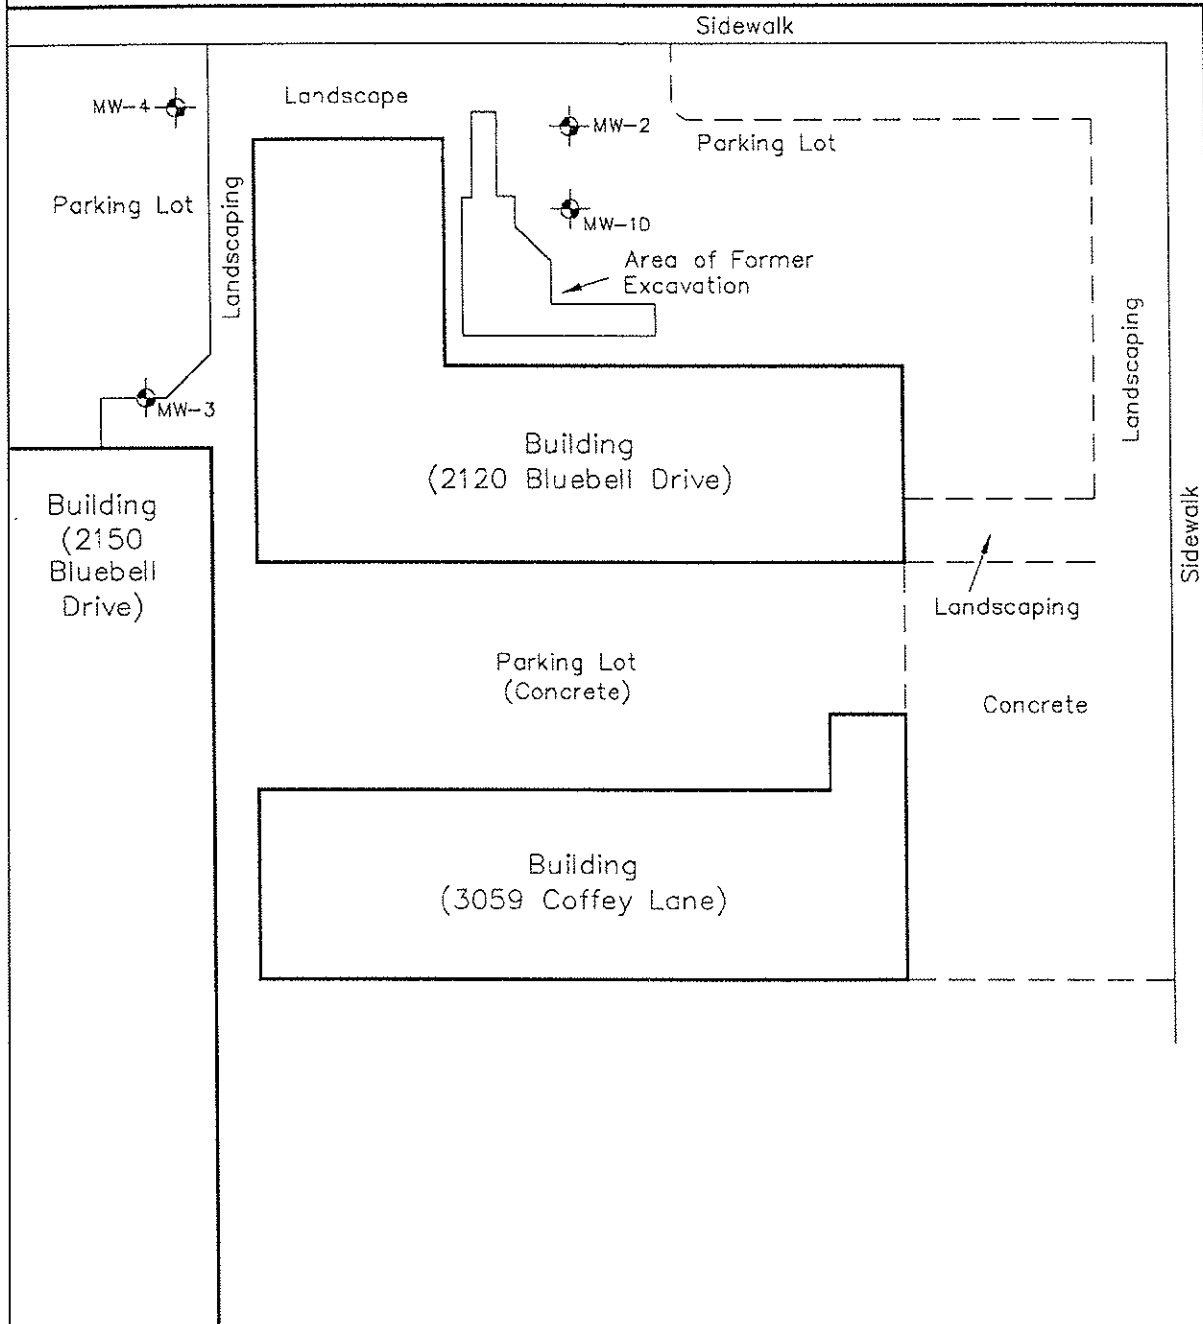 Sidewalk
MW-4
Landscape
MW-2
Parking Lot
Landscaping
Parking Lot
MW-1D
Area of Former
Excavation
Landscaping
MW-3
Building
(2120 Bluebell Drive)
Building
(2150
Bluebell
Drive)
Sidewalk
Landscaping
Parking Lot
(Concrete)
Concrete
Building
(3059 Coffey Lane)